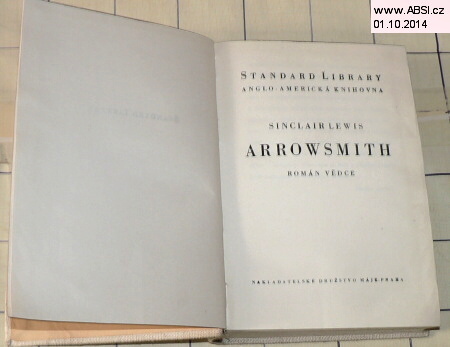 www.ABSl.cz
01.10.2014
STANDARD LIBRARY
ANGLO-AMERICKÁ KNIHOVNA
SINCLAIR LEWIS
ARROWSMITH
ROMÁN VĚDCE
NAKLADATELSKÉ DRUŽSTVO MÁJE·PRAHA